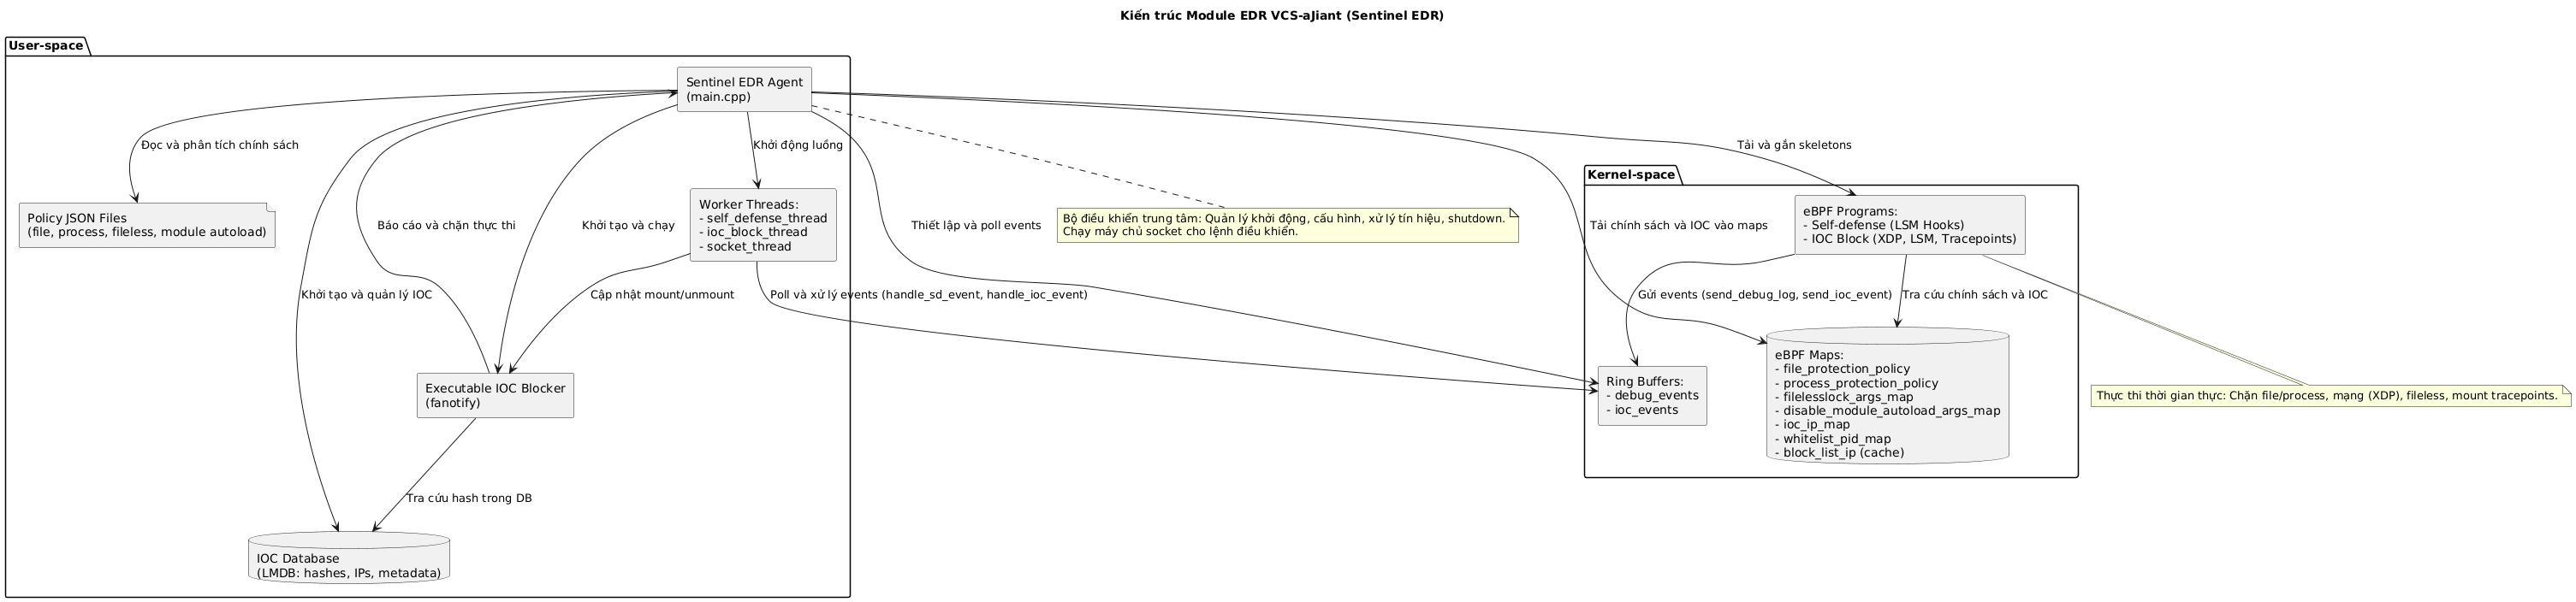 Kiến trúc Module EDR VCS-aJiant (Sentinel EDR)
User-space
Sentinel EDR Agent
(main.cpp)
Đọc và phân tích chính sách
Khởi động luồng
Tải và gắn skeletons
Kernel-space
Policy JSON Files
(file, process, fileless, module autoload)
Báo cáo và chặn thực thi
Khởi tạo và chạy
Worker Threads:
- self_defense_thread
- ioc_block_thread
- socket_thread
Thiết lập và poll events
Bộ điều khiển trung tâm: Quản lý khởi động, cấu hình, xử lý tín hiệu, shutdown.
Chạy máy chủ socket cho lệnh điều khiển.
Tải chính sách và IOC vào maps
eBPF Programs:
- Self-defense (LSM Hooks)
- IOC Block (XDP, LSM, Tracepoints)
Khởi tạo và quản lý IOC
Cập nhật mount/unmount
Poll và xử lý events (handle_sd_event, handle_ioc_event)
Gửi events (send_debug_log, send_ioc_event)
Tra cứu chính sách và IOC
Executable IOC Blocker
(fanotify)
Ring Buffers:
- debug_events
- ioc_events
eBPF Maps:
- file_protection_policy
- process_protection_policy
- filelesslock_args_map
- disable_module_autoload_args_map
- ioc_ip_map
- whitelist_pid_map
- block_list_ip (cache)
Thực thi thời gian thực: Chặn file/process, mạng (XDP), fileless, mount tracepoints.
Tra cứu hash trong DB
IOC Database
(LMDB: hashes, IPs, metadata)